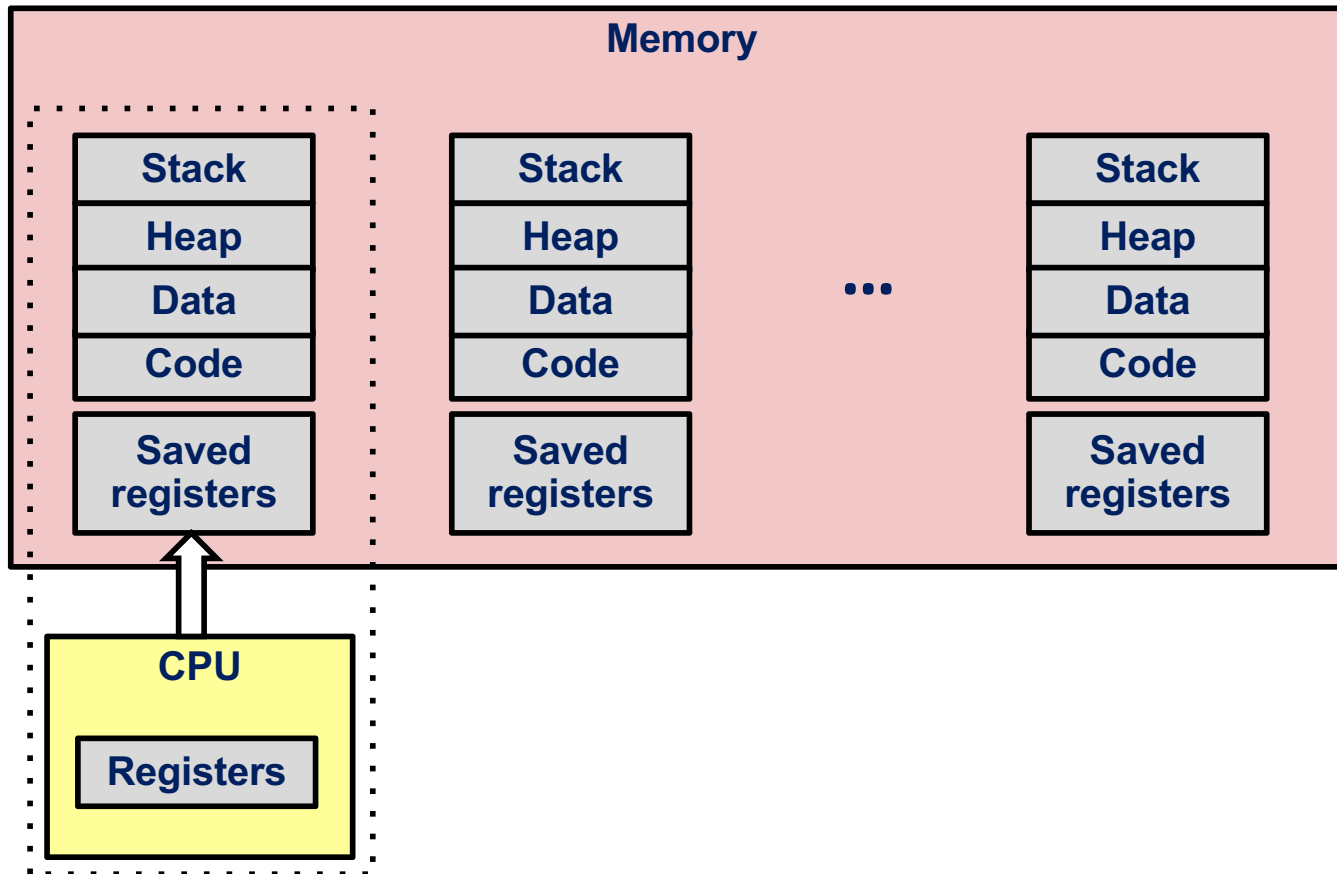 Memory
Stack
Heap
Data
Code
Saved
registers
Stack
Heap
Data
Code
Saved
registers
...
Stack
Heap
Data
Code
Saved
registers
CPU
Registers